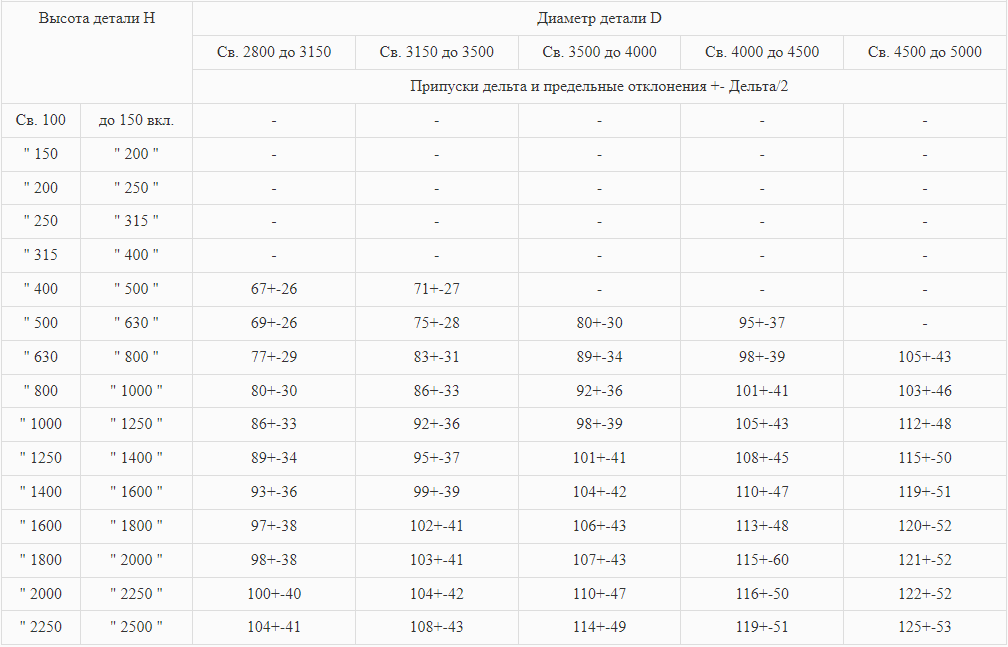 Высота детали H Диаметр детали D
Св. 2800 до 3150 Св. 3150 до 3500 Св. 3500 до 4000 Св. 4000 до 4500 Св. 4500 до 5000
Припуски дельта и предельные отклонения +- Дельта/2
Св. 100 до 150 вкл. - - - - -
" 150 " 200 " - - - - -
" 200 " 250 " - - - - -
" 250 " 315 " - - - - -
" 315 " 400 " - - - - -
" 400 " 500 " 67+-26 71+-27 - - -
" 500 " 630 " 69+-26 75+-28 80+-30 95+-37 -
" 630 " 800 " 77+-29 83+-31 89+-34 98+-39 105+-43
" 800 " 1000 " 80+-30 86+-33 92+-36 101+-41 103+-46
" 1000 " 1250 " 86+-33 92+-36 98+-39 105+-43 112+-48
" 1250 " 1400 " 89+-34 95+-37 101+-41 108+-45 115+-50
" 1400 " 1600 " 93+-36 99+-39 104+-42 110+-47 119+-51
" 1600 " 1800 " 97+-38 102+-41 106+-43 113+-48 120+-52
" 1800 " 2000 " 98+-38 103+-41 107+-43 115+-60 121+-52
" 2000 " 2250 " 100+-40 104+-42 110+-47 116+-50 122+-52
" 2250 " 2500 " 104+-41 108+-43 114+-49 119+-51 125+-53